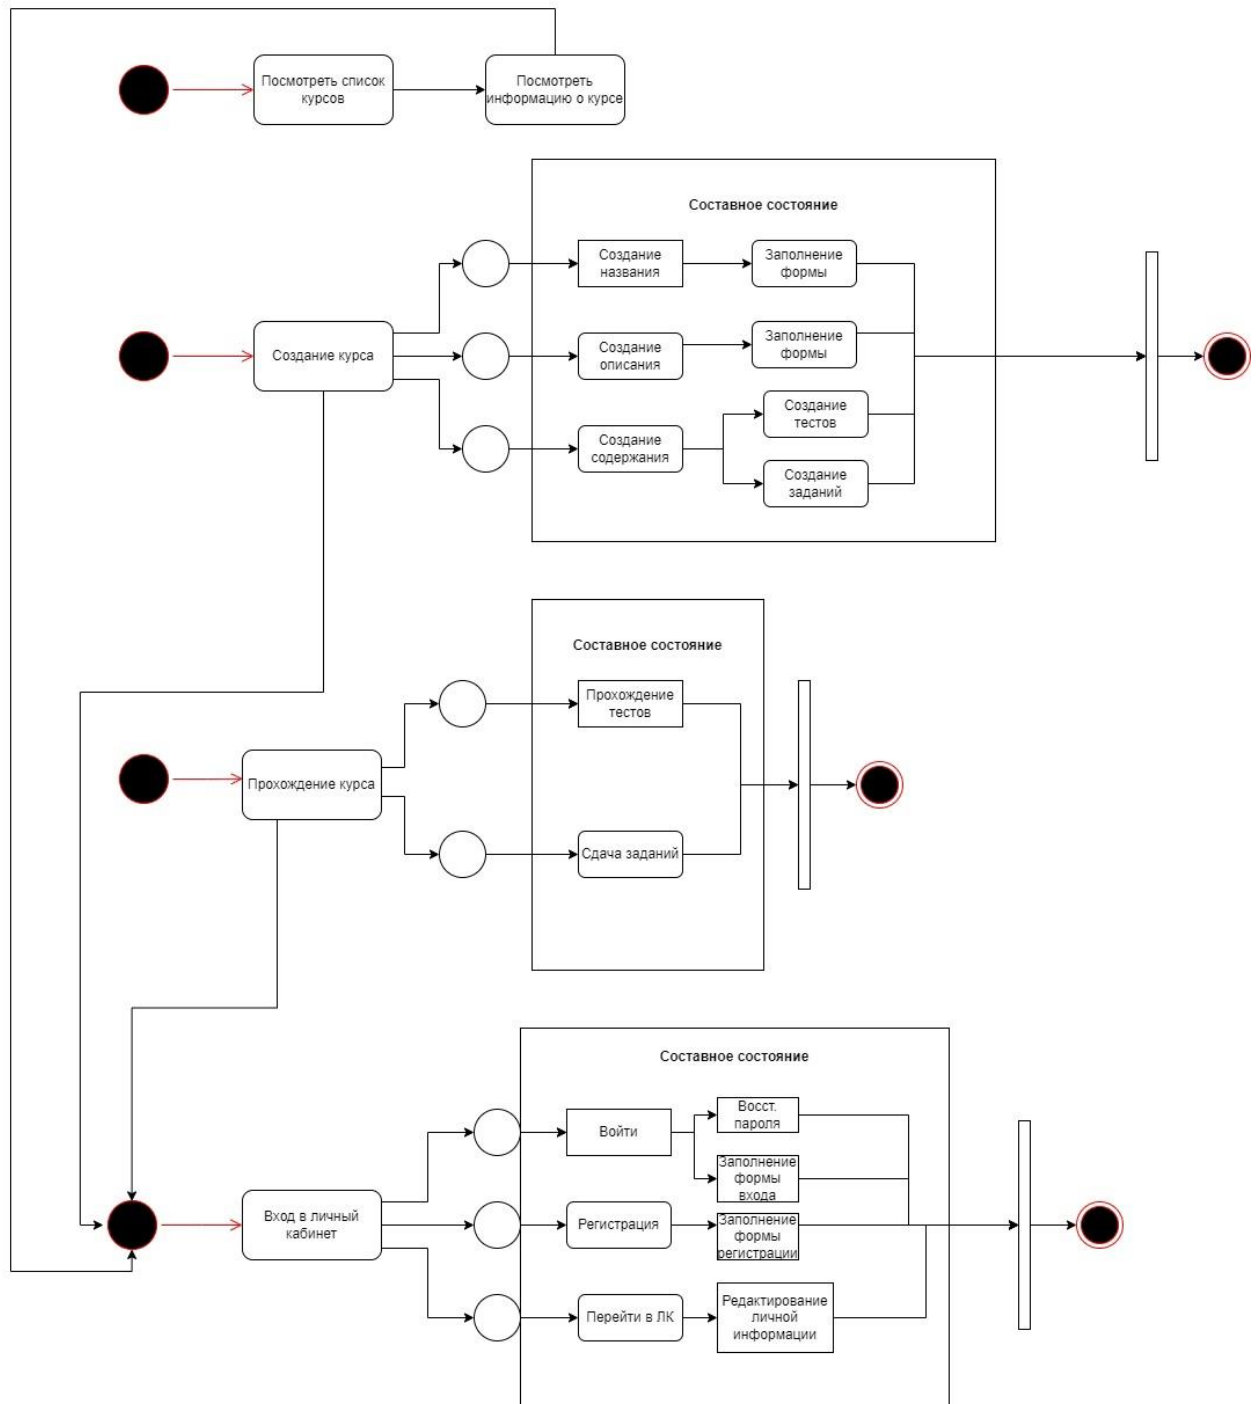 Посмотреть список
курсов
Посмотреть
информацию о курсе
Составное состояние
Создание
названия
Заполнение
формы
Создание курса
Создание
описания
Заполнение
формы
Создание
содержания
Создание
тестов
Создание
заданий
Составное состояние
Прохождение
тестов
Прохождение курса
Сдача заданий
Составное состояние
Войти
Восст.
пароля
Заполнение
формы
входа
Вход в личный
кабинет
Регистрация
Заполнение
формы
регистрации
Перейти в ЛК
Редактирование
личной
информации